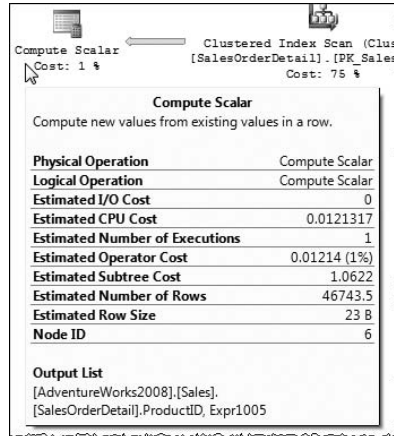 Compute Scalar
Cost: 1 %
Clustered Index Scan (Clus
[SalesOrderDetail].[PK_Sales
Cost: 75 %
Compute Scalar
Compute new values from existing values in a row.
Physical Operation Compute Scalar
Logical Operation Compute Scalar
Estimated I/O Cost 0
Estimated CPU Cost 0.0121317
Estimated Number of Executions 1
Estimated Operator Cost 0.01214 (1%)
Estimated Subtree Cost 1.0622
Estimated Number of Rows 46743.5
Estimated Row Size 23 B
Node ID 6
Output List
[AdventureWorks2008].[Sales].
[SalesOrderDetail].ProductID, Expr1005